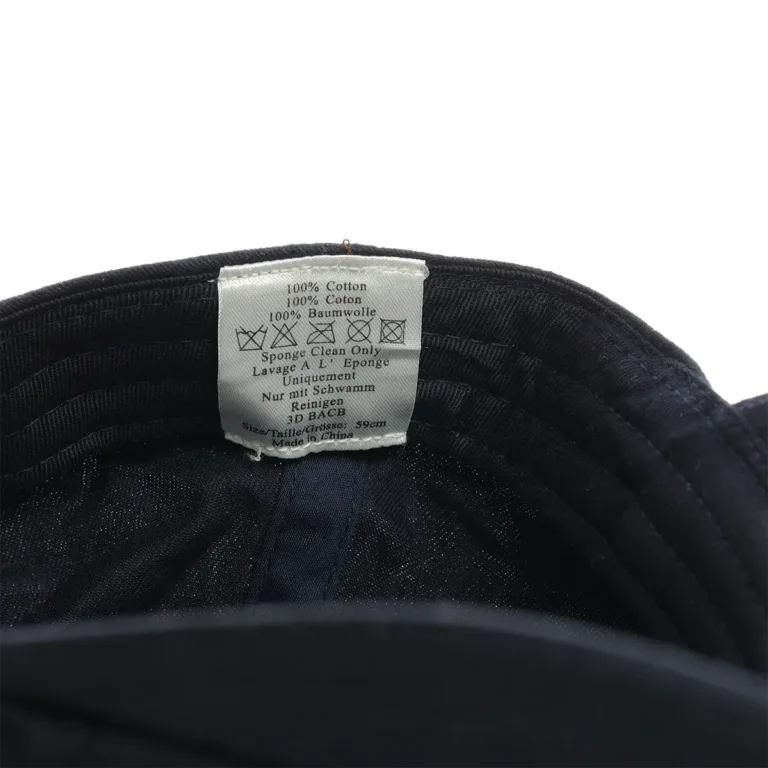 100% Cotton
100% Coton
100% Baumwolle
Sponge Clean Only
Lavage A L' Eponge
Uniquement
Nur mit Schwamm
Reinigen
3D BACB
Size/Taille/Grösse: 59cm
Made in China